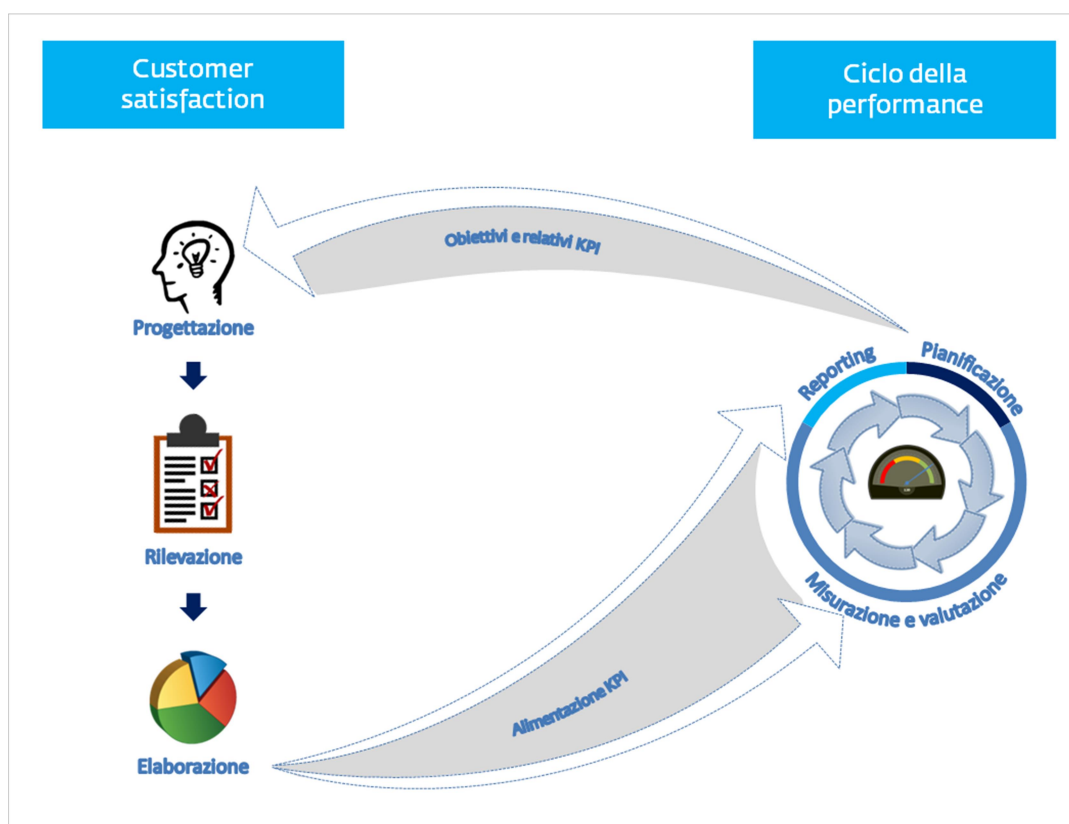 Customer
satisfaction
Ciclo della
performance
Obiettivi e relativi KPI
Progettazione
Reporting
Pianificazione
Rilevazione
Misurazione e valutazione
Alimentazione KPI
Elaborazione